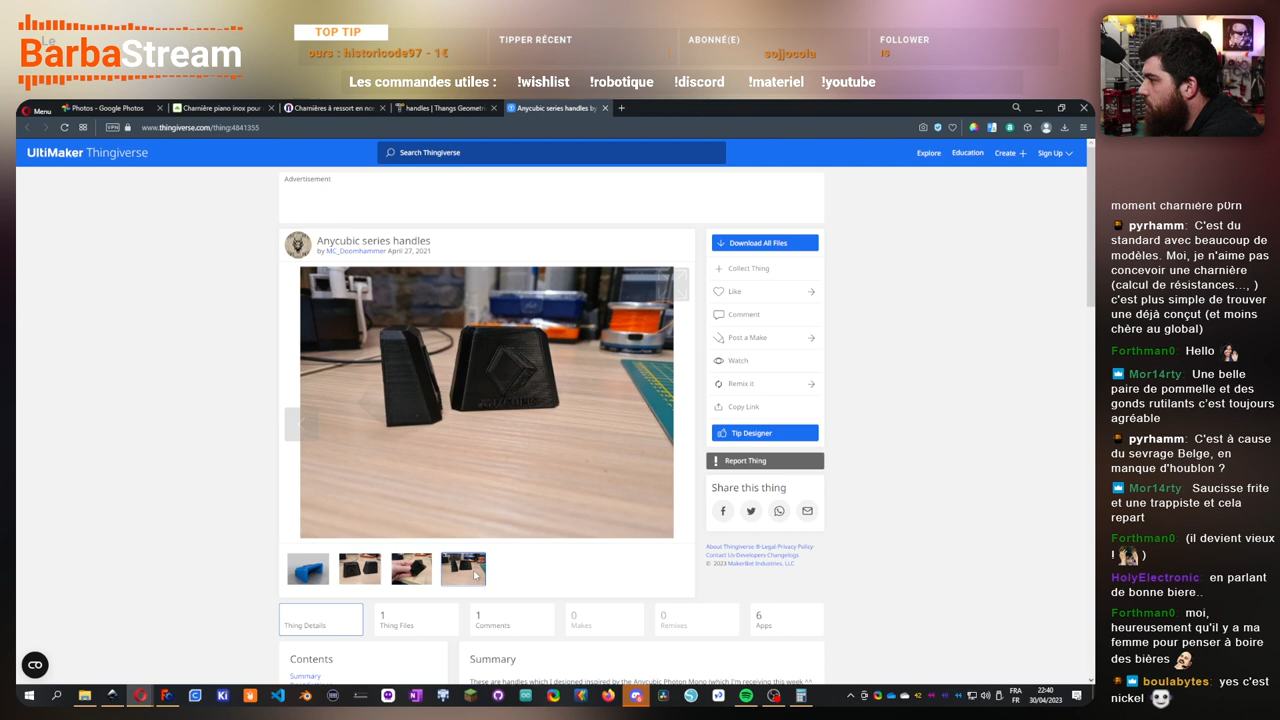 Le
BarbaStream
TOP TIP
ours : historicode97 - 1€
TIPPER RÉCENT
ABONNÉ(E)
sojjocola
FOLLOWER
rs
Les commandes utiles : !wishlist !robotique !discord !materiel !youtube
Menu
Photos - Google Photos
Charnière piano inox pour
Charnières à ressort en no
handles | Thangs Geometri
Anycubic series handles by
VPN
www.thingiverse.com/thing:4841355
UltiMaker Thingiverse
Search Thingiverse
Explore
Education
Create
Sign Up
Advertisement
Anycubic series handles
by MC_Doomhammer April 27, 2021
Download All Files
Collect Thing
Like
Comment
Post a Make
Watch
Remix it
Copy Link
Tip Designer
Report Thing
Share this thing
About Thingiverse ® Legal Privacy Policy
Contact Us Developers Changelogs
© 2023 MakerBot Industries, LLC
Thing Details
1
Thing Files
1
Comments
0
Makes
0
Remixes
6
Apps
Contents
Summary
Summary
These are handles which I designed inspired by the Anycubic Photon Mono (which I'm receiving this week ^^
FRA
FR
22:40
30/04/2023
moment charnière p0rn
pyrhamm: C'est du
standard avec beaucoup de
modèles. Moi, je n'aime pas
concevoir une charnière
(calcul de résistances..., )
c'est plus simple de trouver
une déjà conçut (et moins
chère au global)
Forthman0: Hello
Mor14rty: Une belle
paire de pommelle et des
gonds rutilants c'est toujours
agréable
pyrhamm: C'est à cause
du sevrage Belge, en
manque d'houblon ?
Mor14rty: Saucisse frite
et une trappiste et cela
repart
Forthman0: (il devient vieux
! )
HolyElectronic: en parlant
de bonne biere..
Forthman0: moi,
heureusement qu'il y a ma
femme pour penser à boire
des bières
boulabytes: yes c'est
nickel